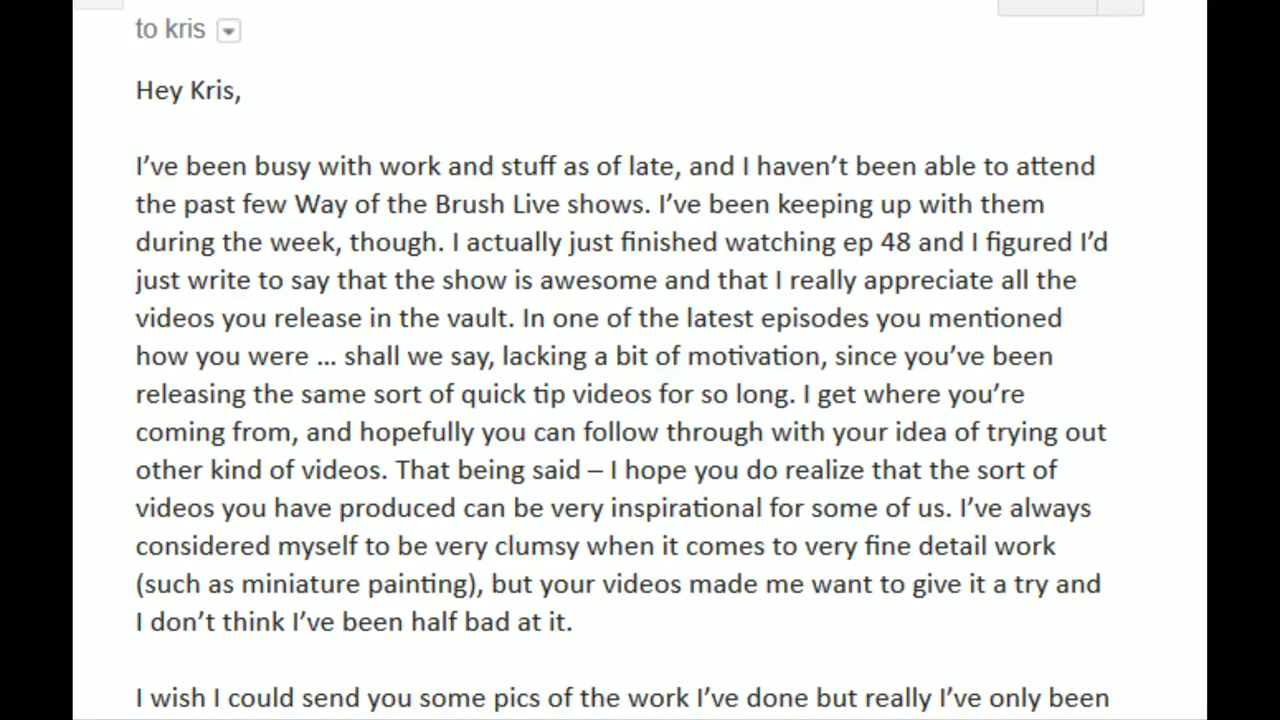 to kris
Hey Kris,
I’ve been busy with work and stuff as of late, and I haven’t been able to attend
the past few Way of the Brush Live shows. I’ve been keeping up with them
during the week, though. I actually just finished watching ep 48 and I figured I’d
just write to say that the show is awesome and that I really appreciate all the
videos you release in the vault. In one of the latest episodes you mentioned
how you were … shall we say, lacking a bit of motivation, since you’ve been
releasing the same sort of quick tip videos for so long. I get where you’re
coming from, and hopefully you can follow through with your idea of trying out
other kind of videos. That being said – I hope you do realize that the sort of
videos you have produced can be very inspirational for some of us. I’ve always
considered myself to be very clumsy when it comes to very fine detail work
(such as miniature painting), but your videos made me want to give it a try and
I don’t think I’ve been half bad at it.
I wish I could send you some pics of the work I’ve done but really I’ve only been